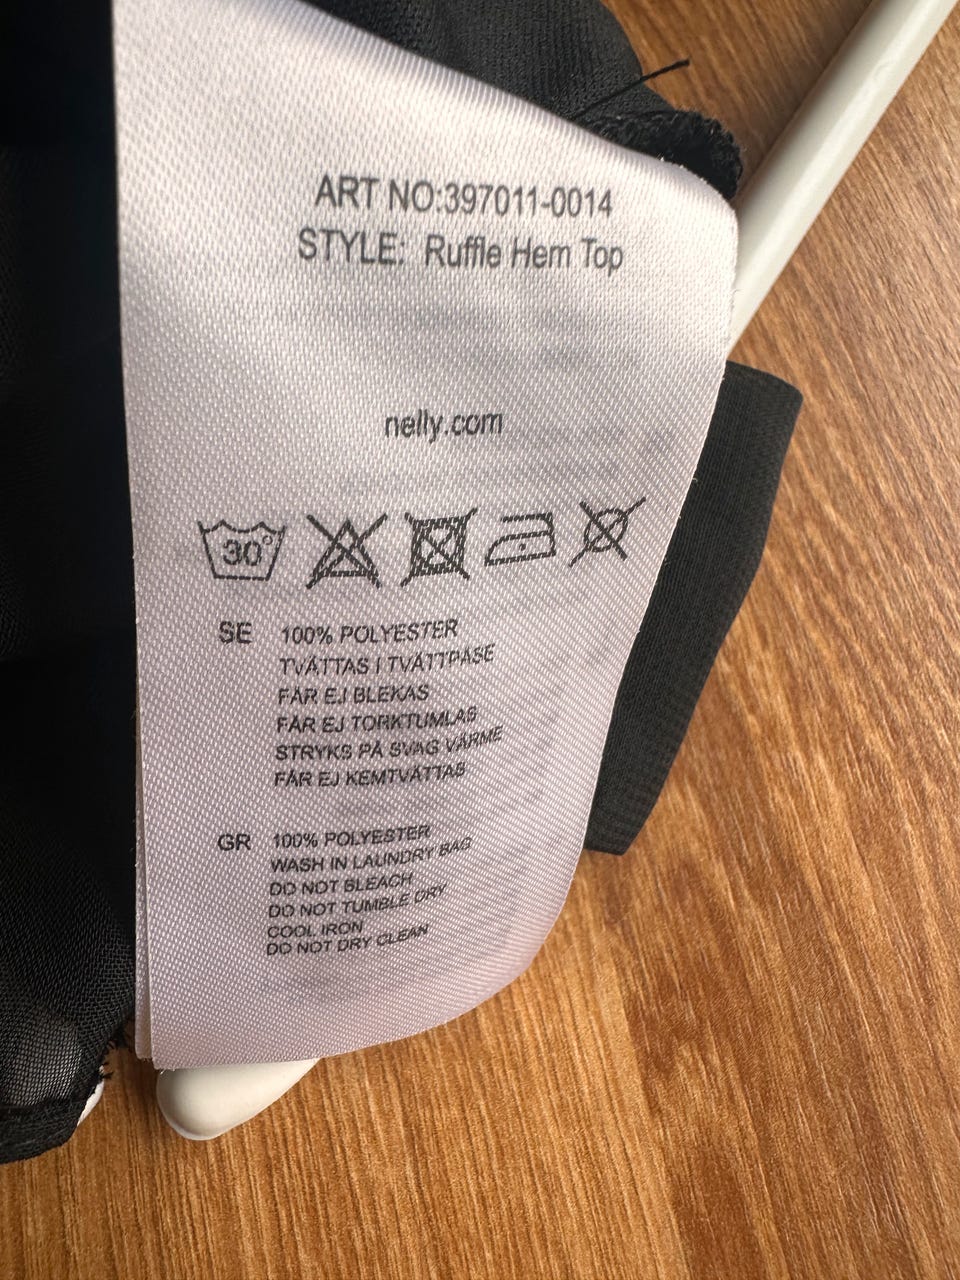 ART NO:397011-0014
STYLE: Ruffle Hem Top
nelly.com
30°
SE 100% POLYESTER
TVÄTTAS I TVÄTTPÅSE
FÅR EJ BLEKAS
FÅR EJ TORKTUMLAS
STRYKS PÅ SVAG VÄRME
FÅR EJ KEMTVÄTTAS
GR 100% POLYESTER
WASH IN LAUNDRY BAG
DO NOT BLEACH
DO NOT TUMBLE DRY
COOL IRON
DO NOT DRY CLEAN